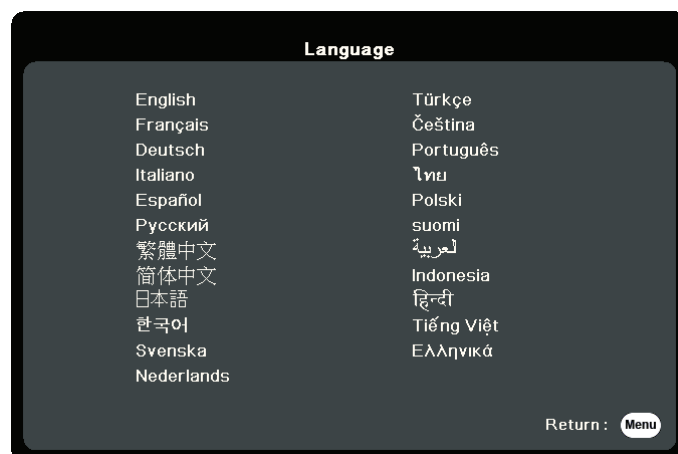 Language
English
Français
Deutsch
Italiano
Español
Русский
繁體中文
简体中文
日本語
한국어
Svenska
Nederlands
Türkçe
Čeština
Português
ไทย
Polski
suomi
العربية
Indonesia
हिन्दी
Tiếng Việt
Ελληνικά
Return : Menu